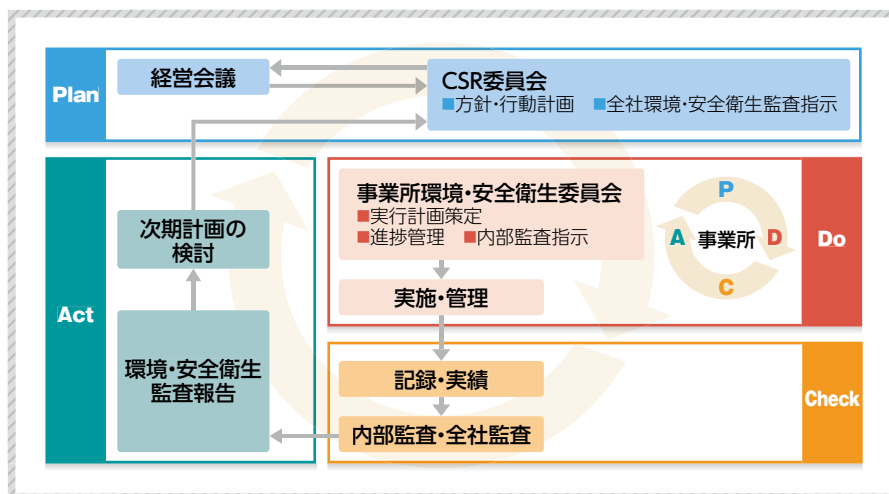 Plan
経営会議
CSR委員会
■方針・行動計画 ■全社環境・安全衛生監査指示
事業所環境・安全衛生委員会
■実行計画策定
■進捗管理 ■内部監査指示
実施・管理
P
A 事業所 D
C
Do
記録・実績
内部監査・全社監査
Check
Act
次期計画の
検討
環境・安全衛生
監査報告